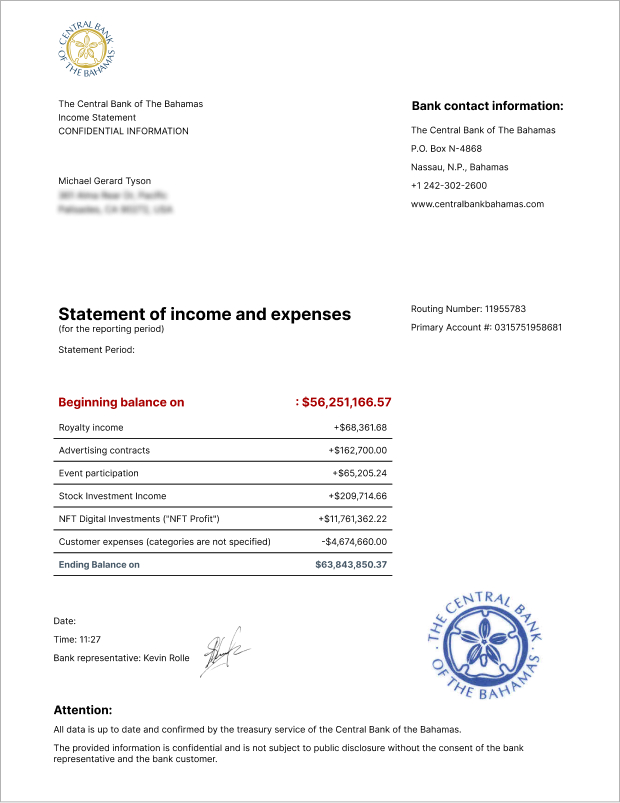 THE CENTRAL BANK
OF THE BAHAMAS
The Central Bank of The Bahamas
Income Statement
CONFIDENTIAL INFORMATION
Bank contact information:
The Central Bank of The Bahamas
P.O. Box N-4868
Nassau, N.P., Bahamas
+1 242-302-2600
www.centralbankbahamas.com
Michael Gerard Tyson
Statement of income and expenses
(for the reporting period)
Statement Period:
Routing Number: 11955783
Primary Account #: 0315751958681
Beginning balance on : $56,251,166.57
Royalty income +$68,361.68
Advertising contracts +$162,700.00
Event participation +$65,205.24
Stock Investment Income +$209,714.66
NFT Digital Investments ("NFT Profit") +$11,761,362.22
Customer expenses (categories are not specified) -$4,674,660.00
Ending Balance on $63,843,850.37
Date:
Time: 11:27
Bank representative: Kevin Rolle
THE CENTRAL BANK
OF THE BAHAMAS
Attention:
All data is up to date and confirmed by the treasury service of the Central Bank of the Bahamas.
The provided information is confidential and is not subject to public disclosure without the consent of the bank
representative and the bank customer.